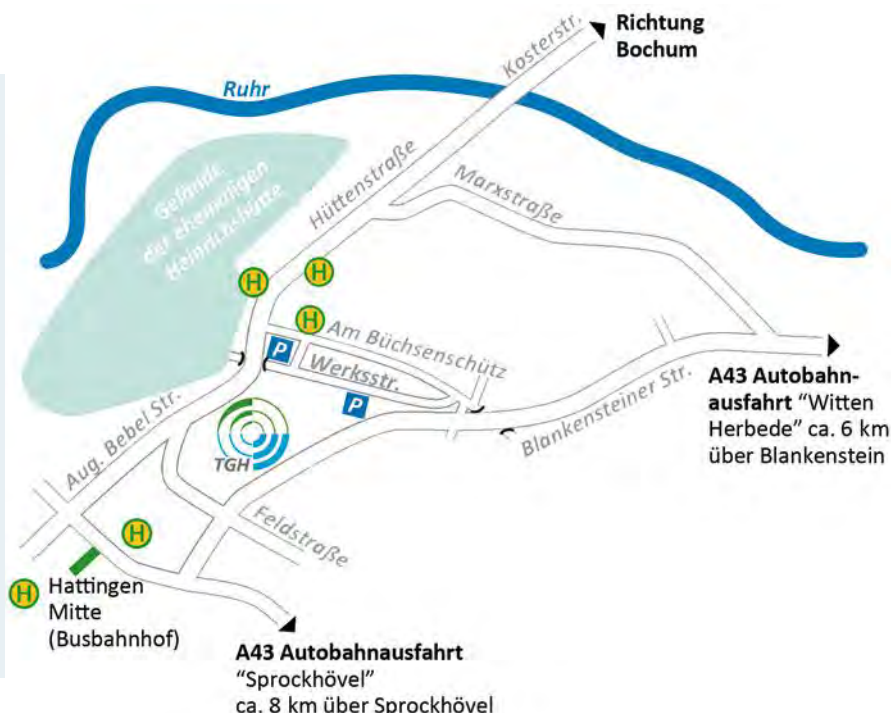 Richtung
Bochum
Kosterstr.
Ruhr
Hüttenstraße
Marxstraße
Gelände
der ehemaligen
Heinrichshütte
H
H
H
Am Büchsenschütz
P
Werksstr.
P
A43 Autobahn-
ausfahrt “Witten
Herbede” ca. 6 km
über Blankenstein
Blankensteiner Str.
Aug. Bebel Str.
TGH
Feldstraße
H
H
Hattingen
Mitte
(Busbahnhof)
A43 Autobahnausfahrt
“Sprockhövel”
ca. 8 km über Sprockhövel